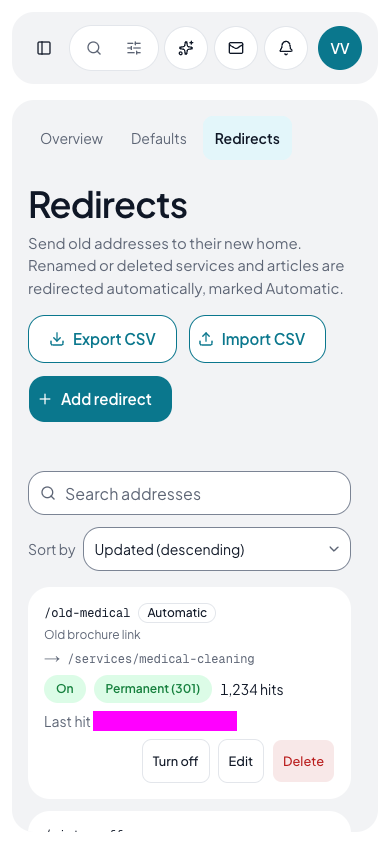 VV
Overview Defaults Redirects
Redirects
Send old addresses to their new home.
Renamed or deleted services and articles are
redirected automatically, marked Automatic.
Export CSV Import CSV
Add redirect
Search addresses
Sort by Updated (descending)
/old-medical Automatic
Old brochure link
→ /services/medical-cleaning
On Permanent (301) 1,234 hits
Last hit
Turn off Edit Delete